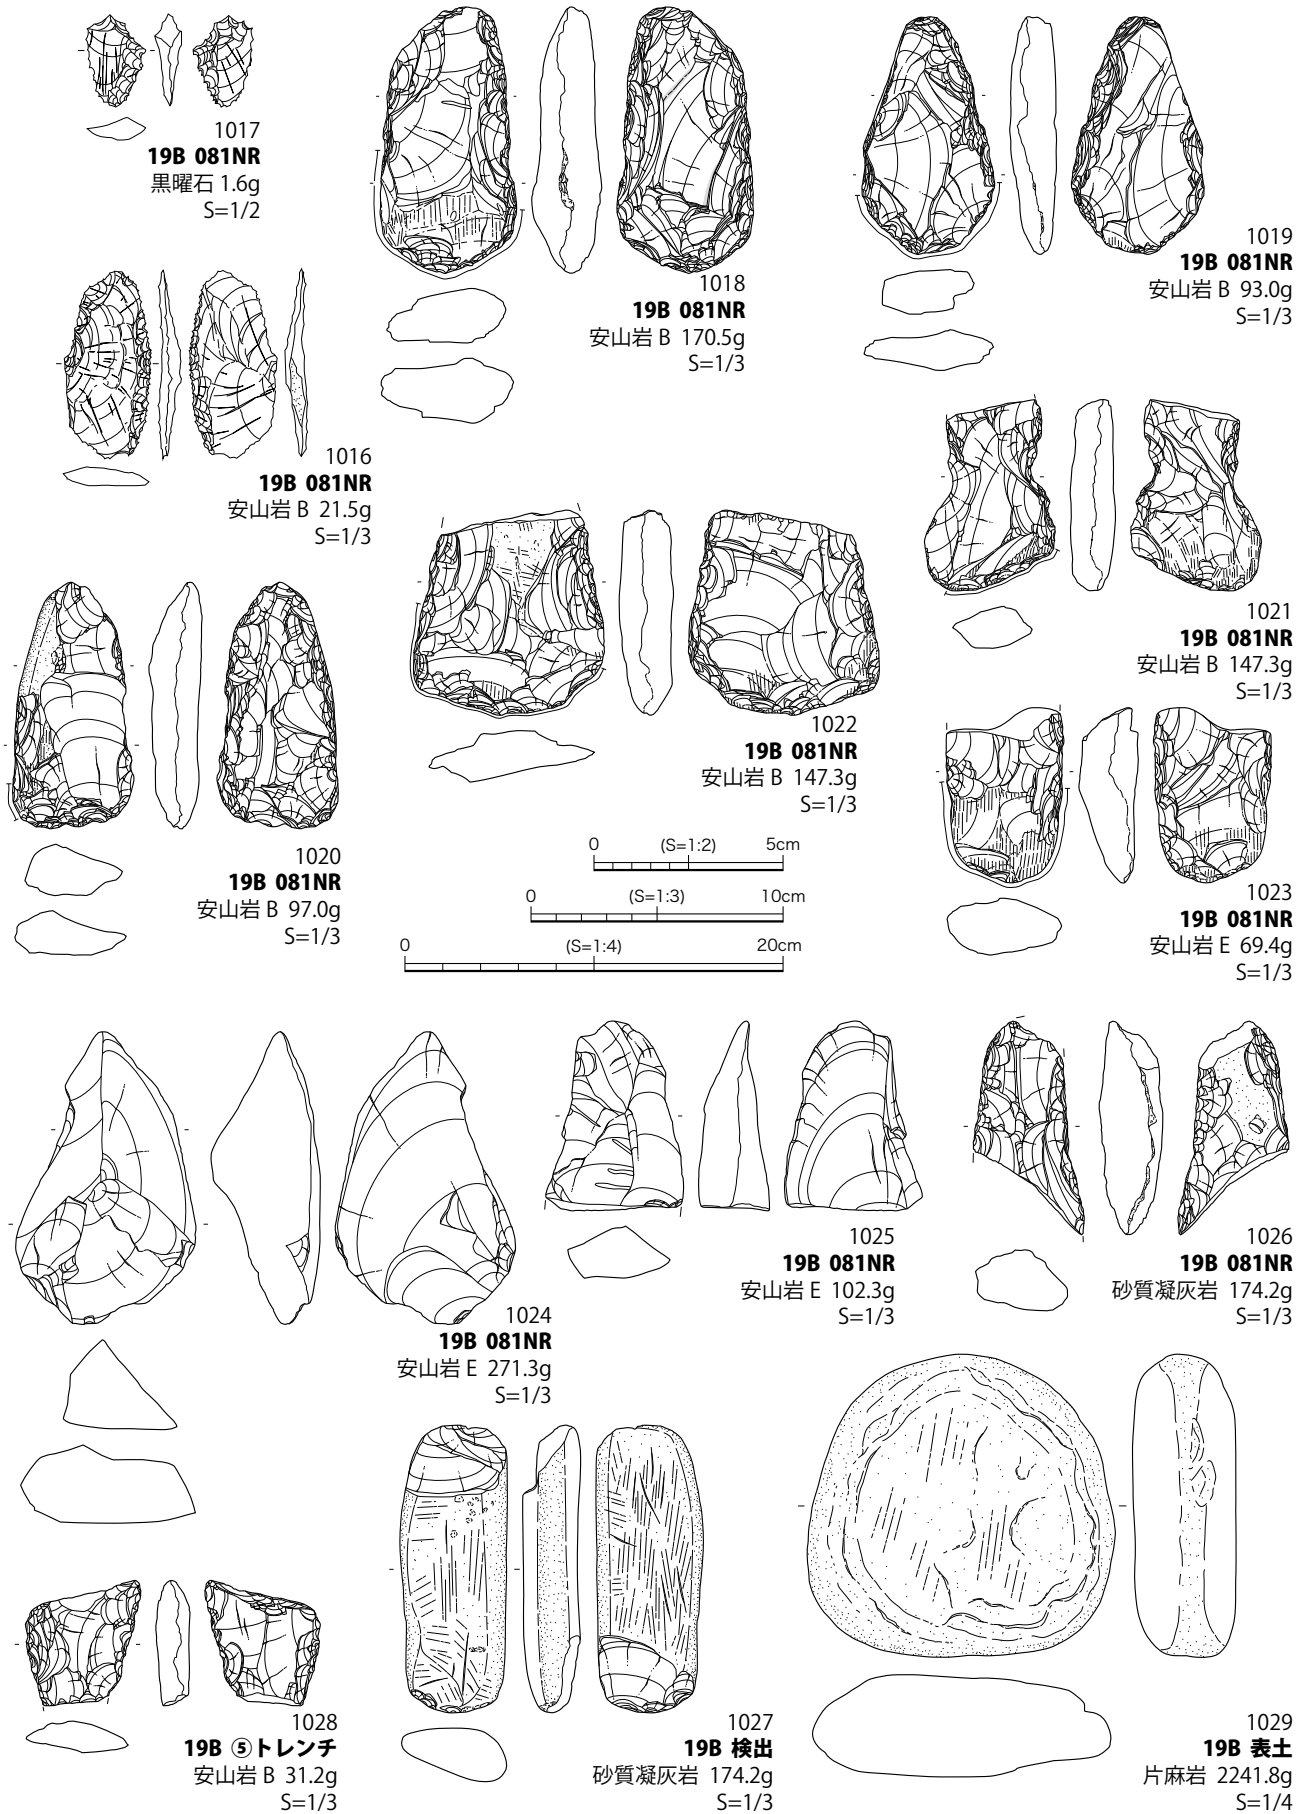 1017
19B 081NR
黒曜石 1.6g
S=1/2
1018
19B 081NR
安山岩 B 170.5g
S=1/3
1019
19B 081NR
安山岩 B 93.0g
S=1/3
1016
19B 081NR
安山岩 B 21.5g
S=1/3
1021
19B 081NR
安山岩 B 147.3g
S=1/3
1022
19B 081NR
安山岩 B 147.3g
S=1/3
1020
19B 081NR
安山岩 B 97.0g
S=1/3
0 (S=1:2) 5cm
0 (S=1:3) 10cm
0 (S=1:4) 20cm
1023
19B 081NR
安山岩 E 69.4g
S=1/3
1024
19B 081NR
安山岩 E 271.3g
S=1/3
1025
19B 081NR
安山岩 E 102.3g
S=1/3
1026
19B 081NR
砂質凝灰岩 174.2g
S=1/3
1028
19B ⑤トレンチ
安山岩 B 31.2g
S=1/3
1027
19B 検出
砂質凝灰岩 174.2g
S=1/3
1029
19B 表土
片麻岩 2241.8g
S=1/4